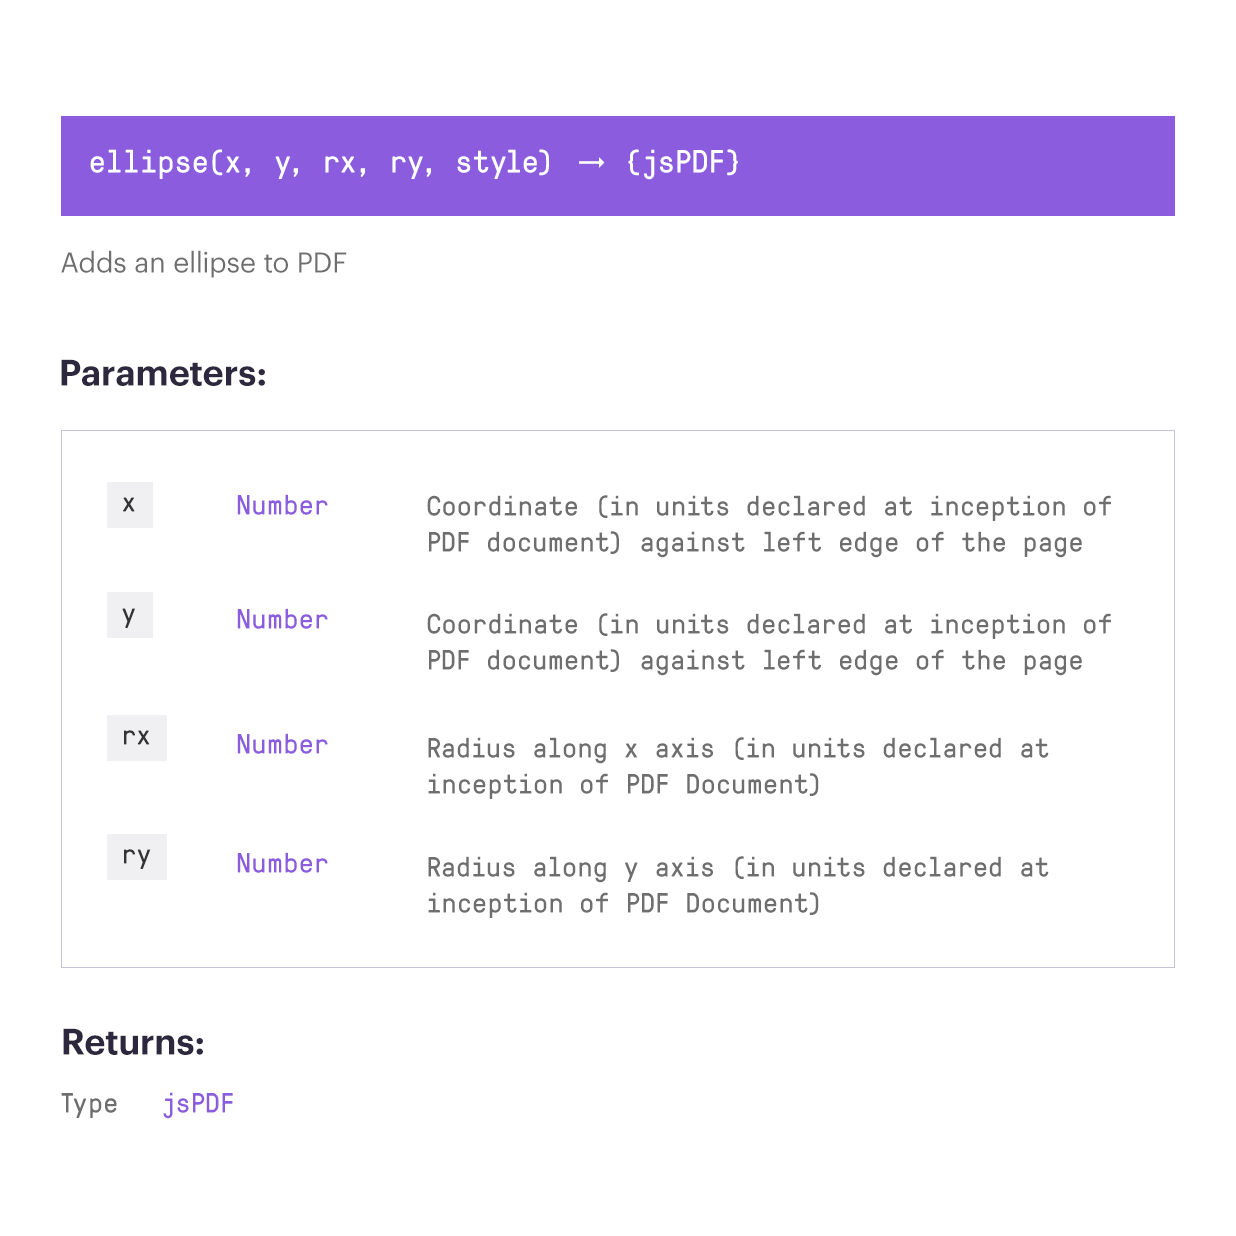 ellipse(x, y, rx, ry, style) → {jsPDF}
Adds an ellipse to PDF
Parameters:
x Number Coordinate (in units declared at inception of
PDF document) against left edge of the page
y Number Coordinate (in units declared at inception of
PDF document) against left edge of the page
rx Number Radius along x axis (in units declared at
inception of PDF Document)
ry Number Radius along y axis (in units declared at
inception of PDF Document)
Returns:
Type jsPDF